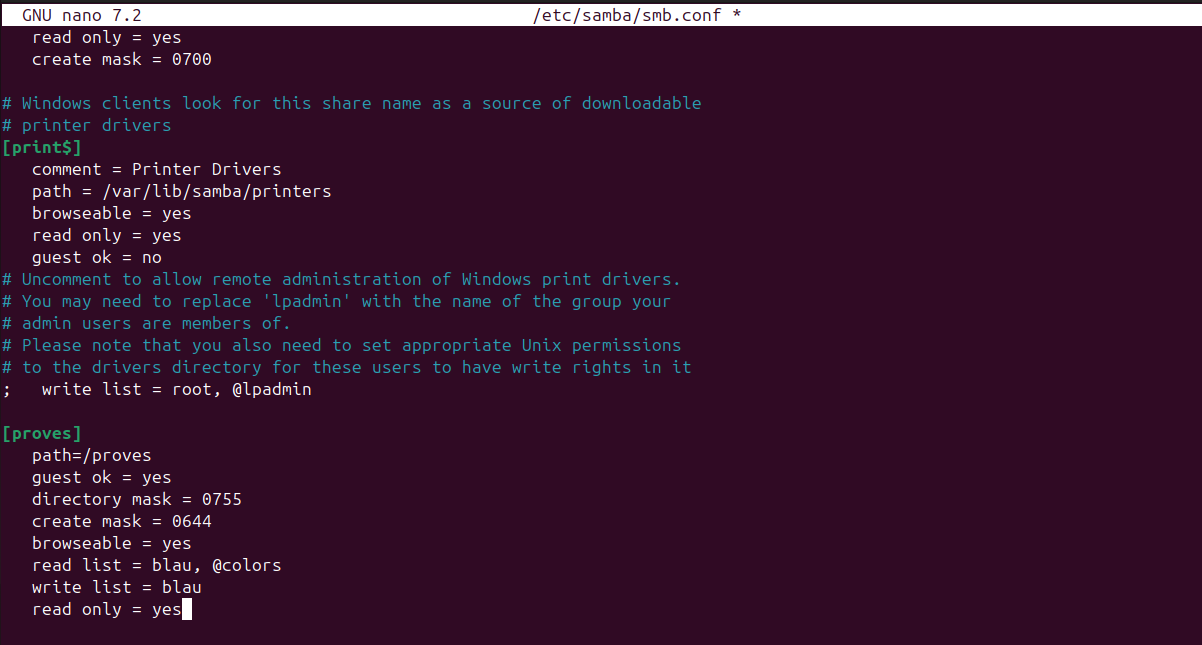 GNU nano 7.2 /etc/samba/smb.conf *
read only = yes
create mask = 0700
# Windows clients look for this share name as a source of downloadable
# printer drivers
[print$]
comment = Printer Drivers
path = /var/lib/samba/printers
browseable = yes
read only = yes
guest ok = no
# Uncomment to allow remote administration of Windows print drivers.
# You may need to replace 'lpadmin' with the name of the group your
# admin users are members of.
# Please note that you also need to set appropriate Unix permissions
# to the drivers directory for these users to have write rights in it
;   write list = root, @lpadmin
[proves]
path=/proves
guest ok = yes
directory mask = 0755
create mask = 0644
browseable = yes
read list = blau, @colors
write list = blau
read only = yes